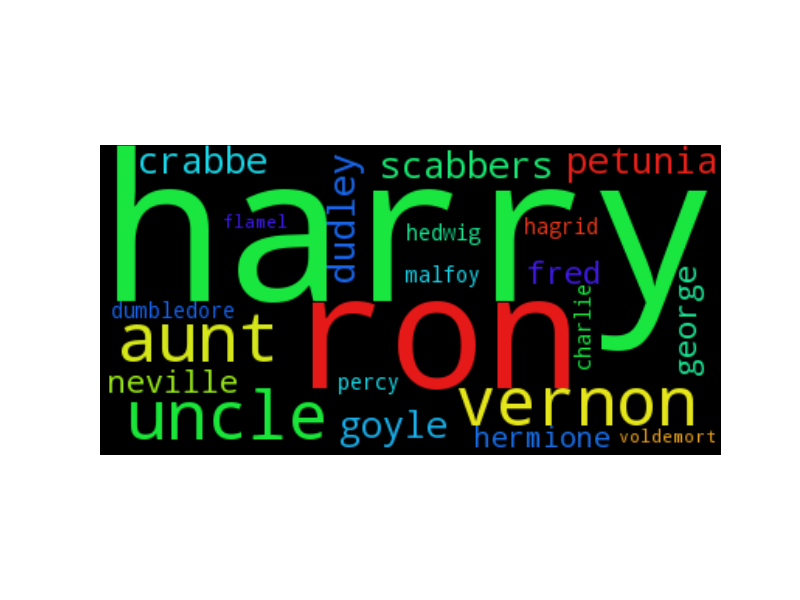 crabbe
scabbers
petunia
dudley
harry
flamel
hedwig
hagrid
malfoy
fred
george
charlie
dumbledore
ron
aunt
neville
percy
uncle
vernon
goyle
hermione
voldemort